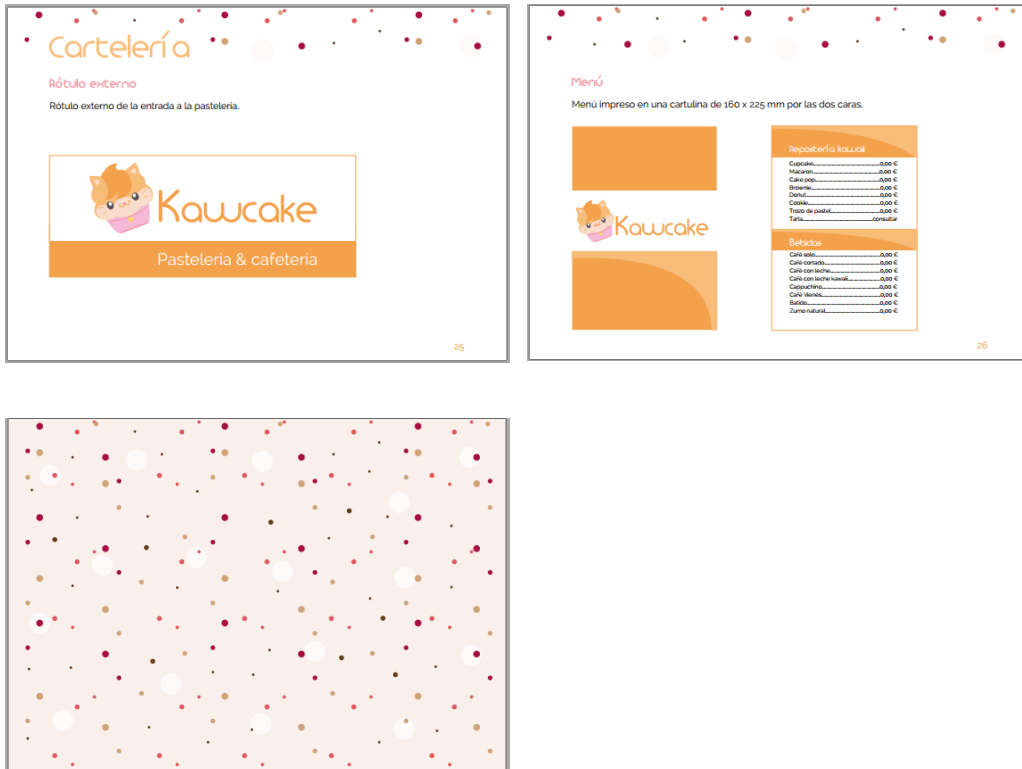 Cartelería
Rótulo externo
Rótulo externo de la entrada a la pastelería.
Kawcake
Pasteleria & cafeteria
25
Menú
Menú impreso en una cartulina de 160 x 225 mm por las dos caras.
Kawcake
Repostería kawaii
Cupcake......................................0,00 €
Macaron......................................0,00 €
Cake pop.....................................0,00 €
Brownie......................................0,00 €
Donut........................................0,00 €
Cookie.......................................0,00 €
Trozo de pastel..............................0,00 €
Tarta........................................consultar
Bebidas
Café solo....................................0,00 €
Café cortado.................................0,00 €
Café con leche...............................0,00 €
Café con leche kawaii........................0,00 €
Cappuchino...................................0,00 €
Café Vienés..................................0,00 €
Batido.......................................0,00 €
Zumo natural.................................0,00 €
26